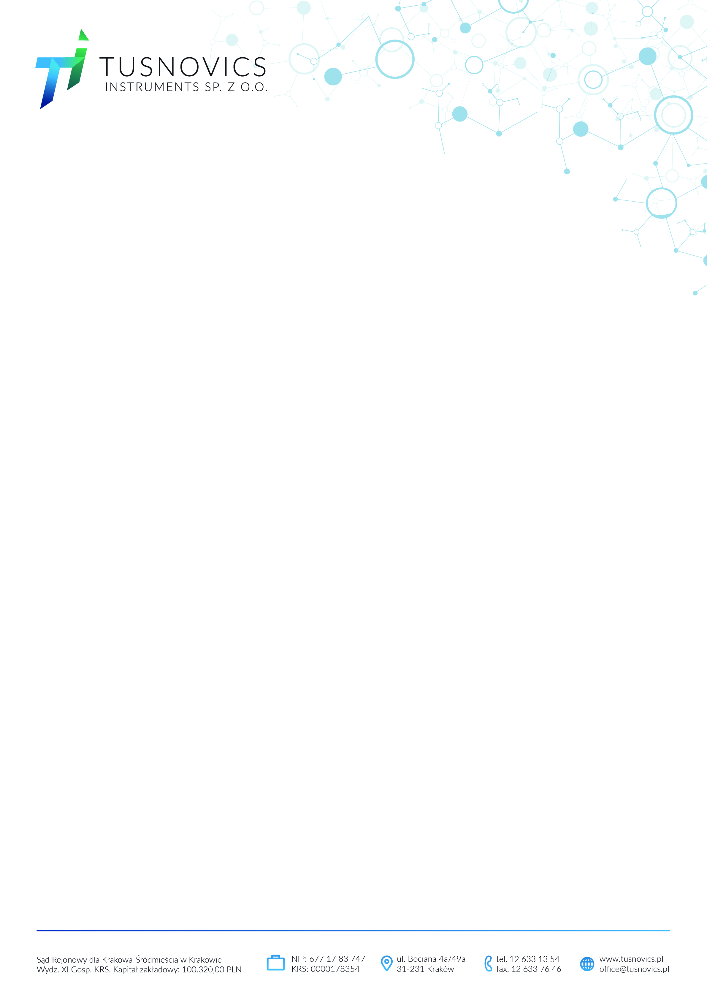 TUSNOVICS
INSTRUMENTS SP. Z O.O.
Sąd Rejonowy dla Krakowa-Śródmieścia w Krakowie
Wydz. XI Gosp. KRS. Kapitał zakładowy: 100.320,00 PLN
NIP: 677 17 83 747
KRS: 0000178354
ul. Bociana 4a/49a
31-231 Kraków
tel. 12 633 13 54
fax. 12 633 76 46
www.tusnovics.pl
office@tusnovics.pl